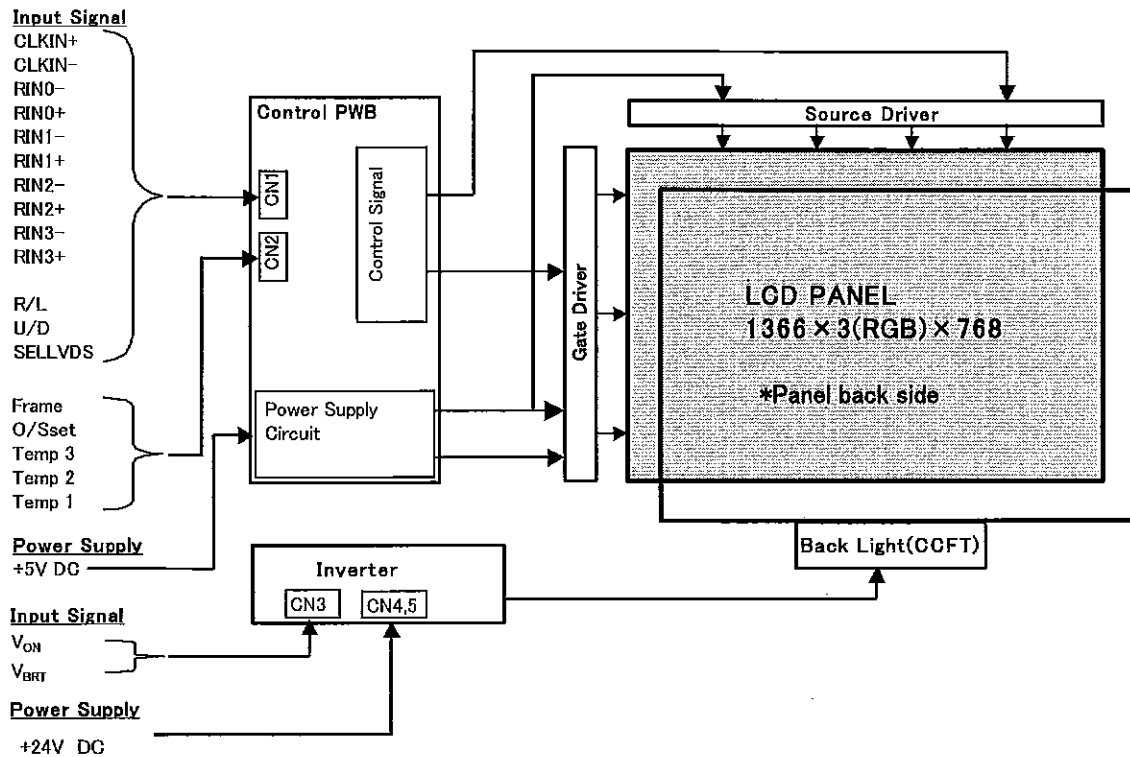 Input Signal
CLKIN+
CLKIN-
RIN0-
RIN0+
RIN1-
RIN1+
RIN2-
RIN2+
RIN3-
RIN3+
R/L
U/D
SELLVDS
Frame
O/Sset
Temp 3
Temp 2
Temp 1
Power Supply
+5V DC
Input Signal
VON
VBRT
Power Supply
+24V DC
Control PWB
CN1
CN2
Control Signal
Power Supply
Circuit
Inverter
CN3
CN4,5
Gate Driver
Source Driver
LCD PANEL
1366×3(RGB)×768
*Panel back side
Back Light(CCFT)